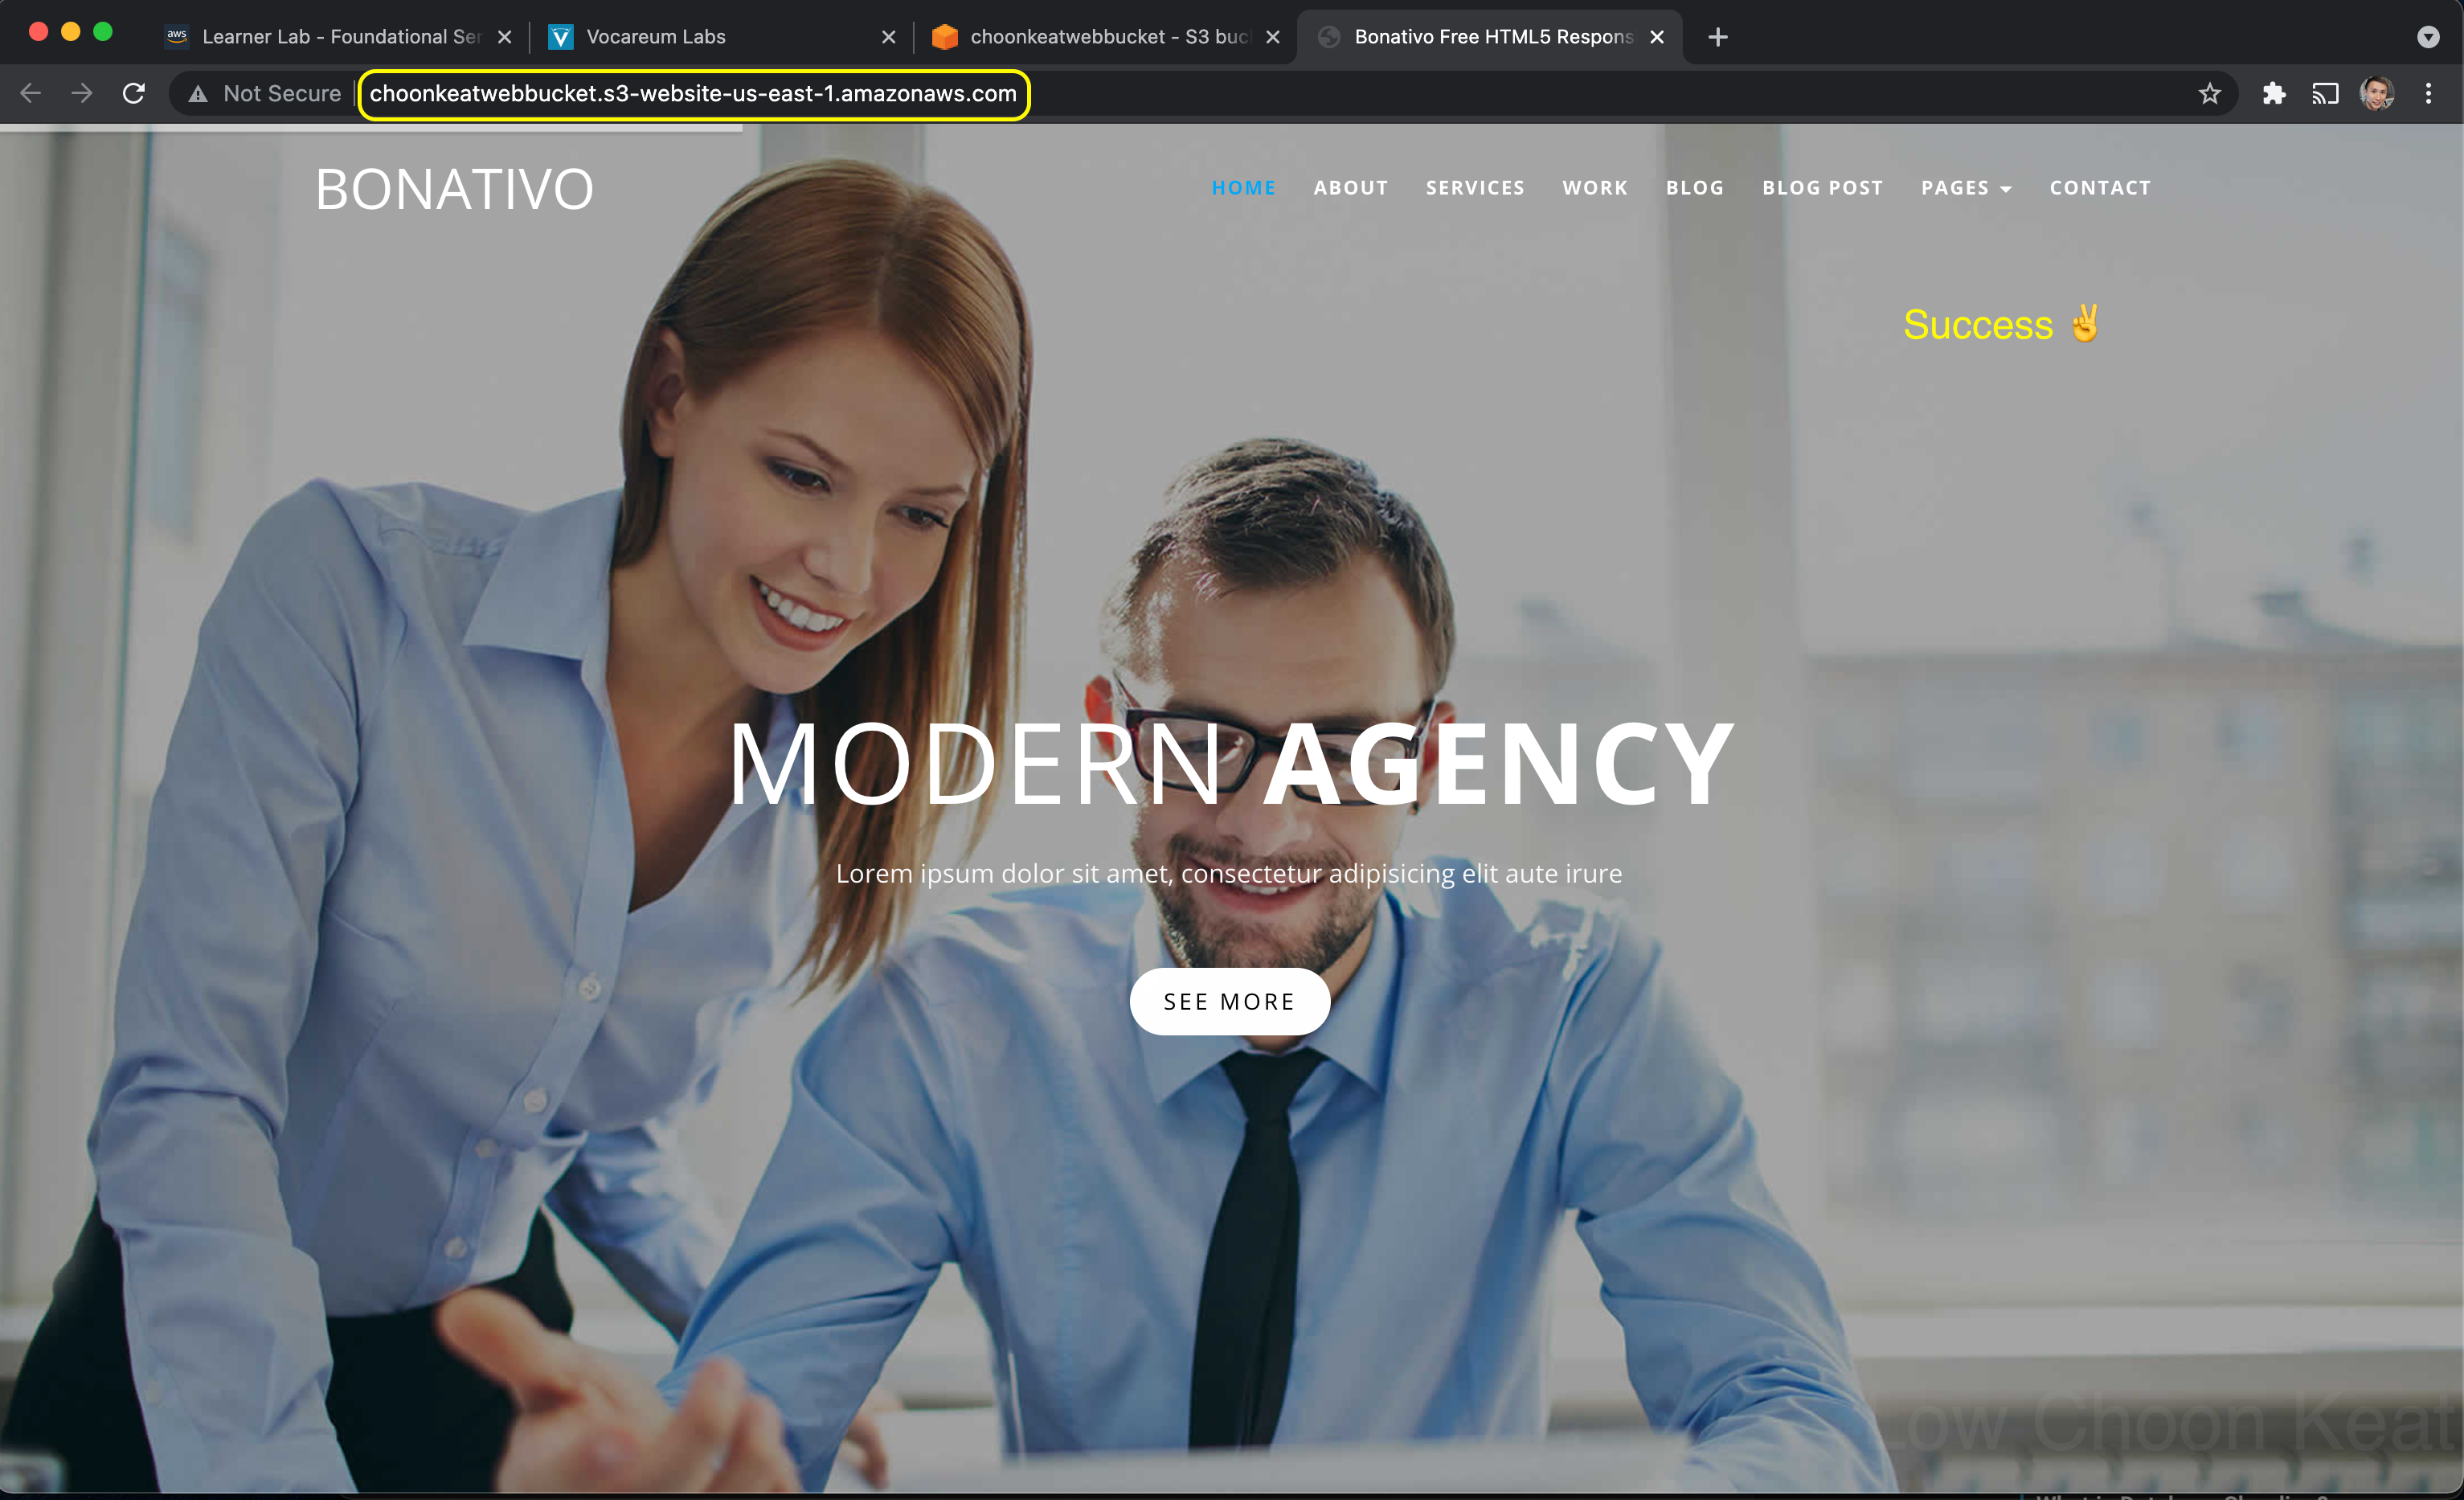 aws Learner Lab - Foundational Ser
Vocareum Labs
choonkeatwebbucket - S3 buc
Bonativo Free HTML5 Respons
Not Secure choonkeatwebbucket.s3-website-us-east-1.amazonaws.com
BONATIVO
HOME ABOUT SERVICES WORK BLOG BLOG POST PAGES CONTACT
Success ✌
MODERN AGENCY
Lorem ipsum dolor sit amet, consectetur adipisicing elit aute irure
SEE MORE
Low Choon Keat